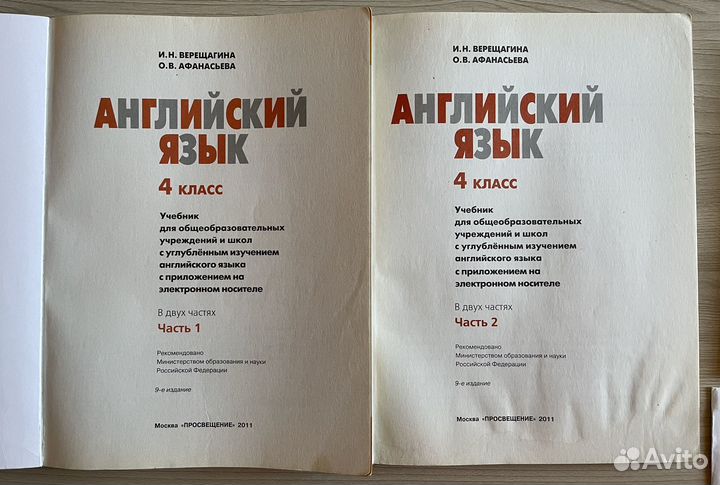 И.Н. ВЕРЕЩАГИНА
О.В. АФАНАСЬЕВА
АНГЛИЙСКИЙ
ЯЗЫК
4 КЛАСС
Учебник
для общеобразовательных
учреждений и школ
с углублённым изучением
английского языка
с приложением на
электронном носителе
В двух частях
Часть 1
Рекомендовано
Министерством образования и науки
Российской Федерации
9-е издание
Москва «ПРОСВЕЩЕНИЕ» 2011
И.Н. ВЕРЕЩАГИНА
О.В. АФАНАСЬЕВА
АНГЛИЙСКИЙ
ЯЗЫК
4 КЛАСС
Учебник
для общеобразовательных
учреждений и школ
с углублённым изучением
английского языка
с приложением на
электронном носителе
В двух частях
Часть 2
Рекомендовано
Министерством образования и науки
Российской Федерации
9-е издание
Москва «ПРОСВЕЩЕНИЕ» 2011
Avito